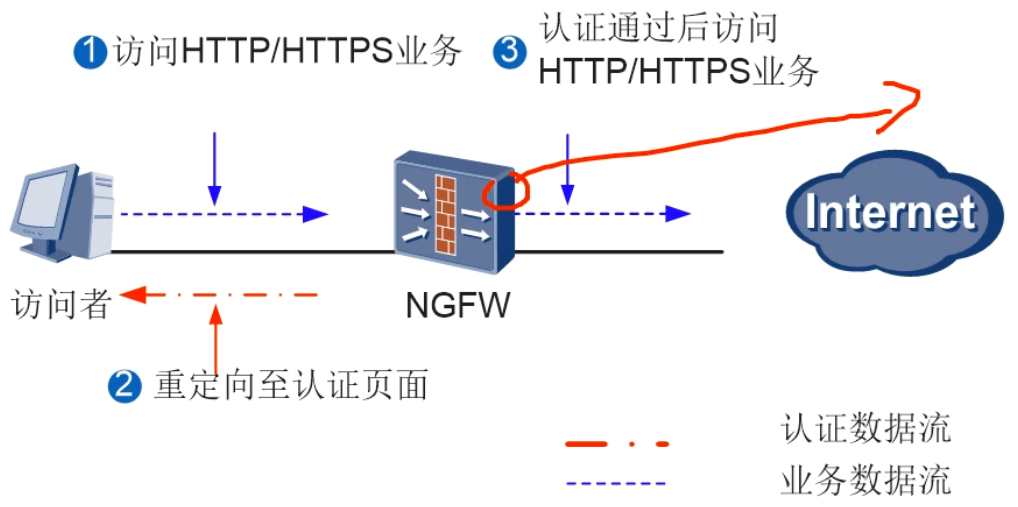 1 访问HTTP/HTTPS业务
3 认证通过后访问
HTTP/HTTPS业务
Internet
访问者
NGFW
2 重定向至认证页面
认证数据流
业务数据流